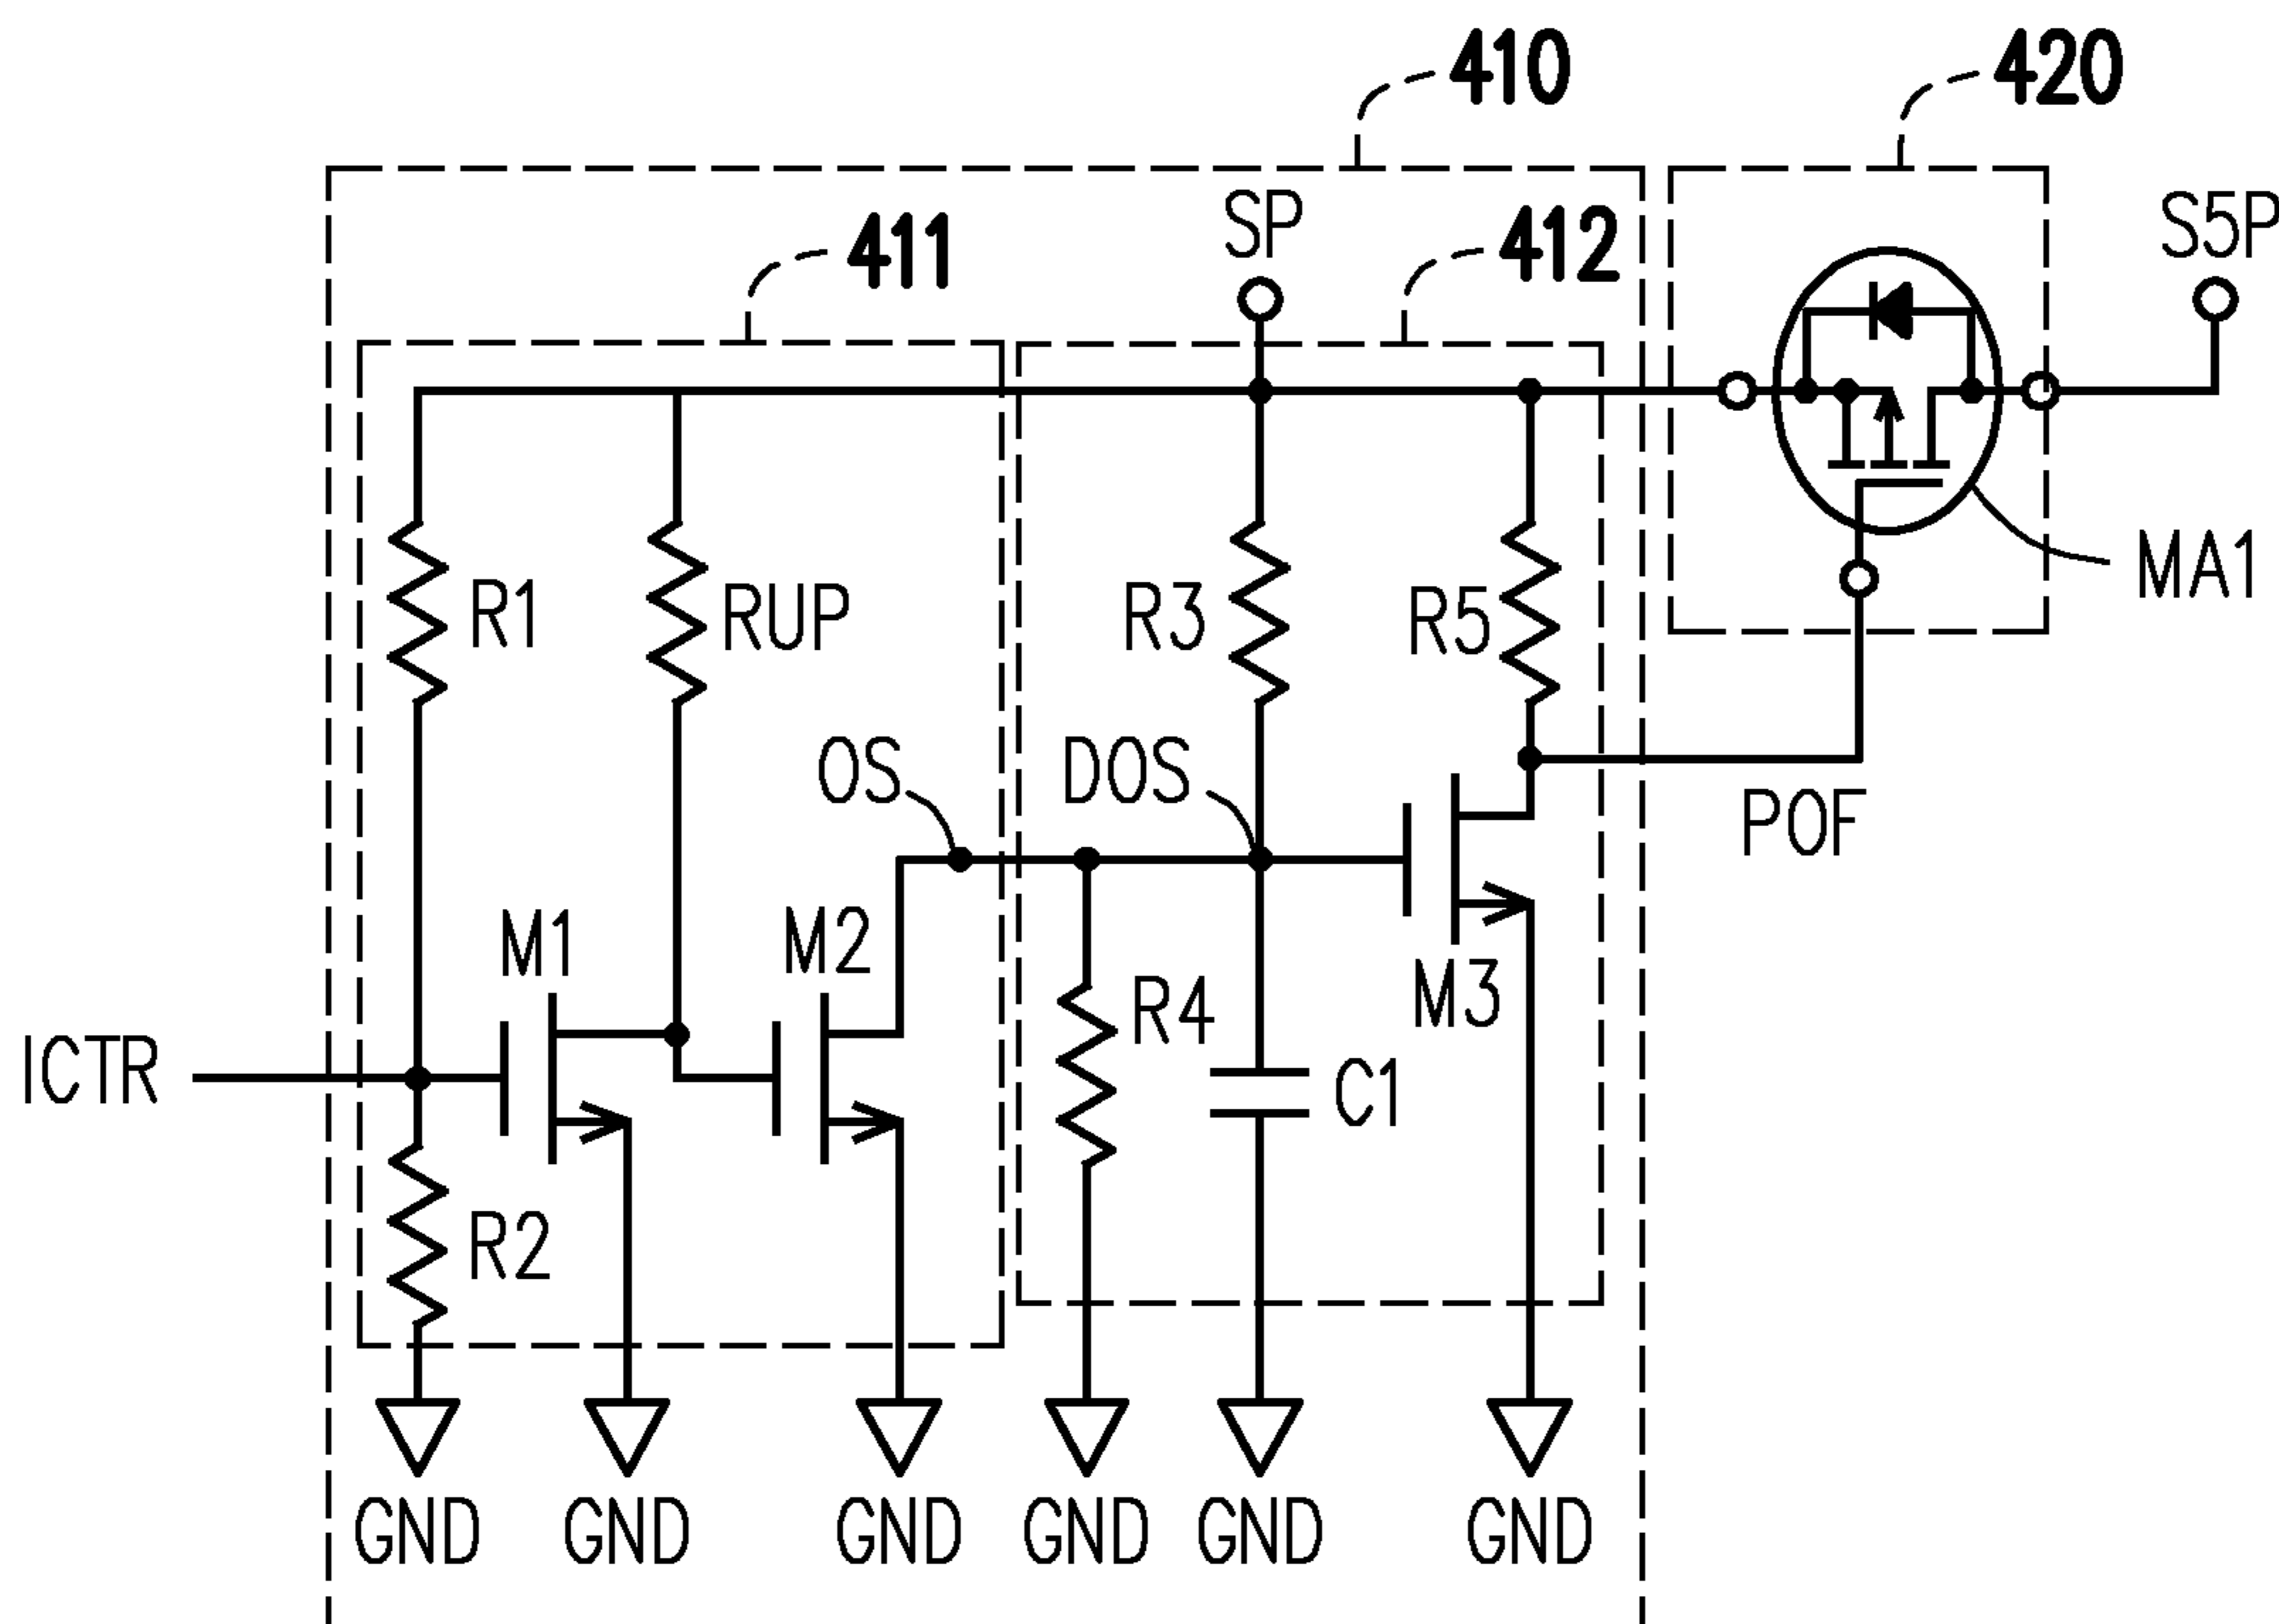 410
420
SP
S5P
411
412
R1
RUP
R3
R5
MA1
OS
DOS
POF
M1
M2
R4
M3
ICTR
C1
R2
GND
GND
GND
GND
GND
GND